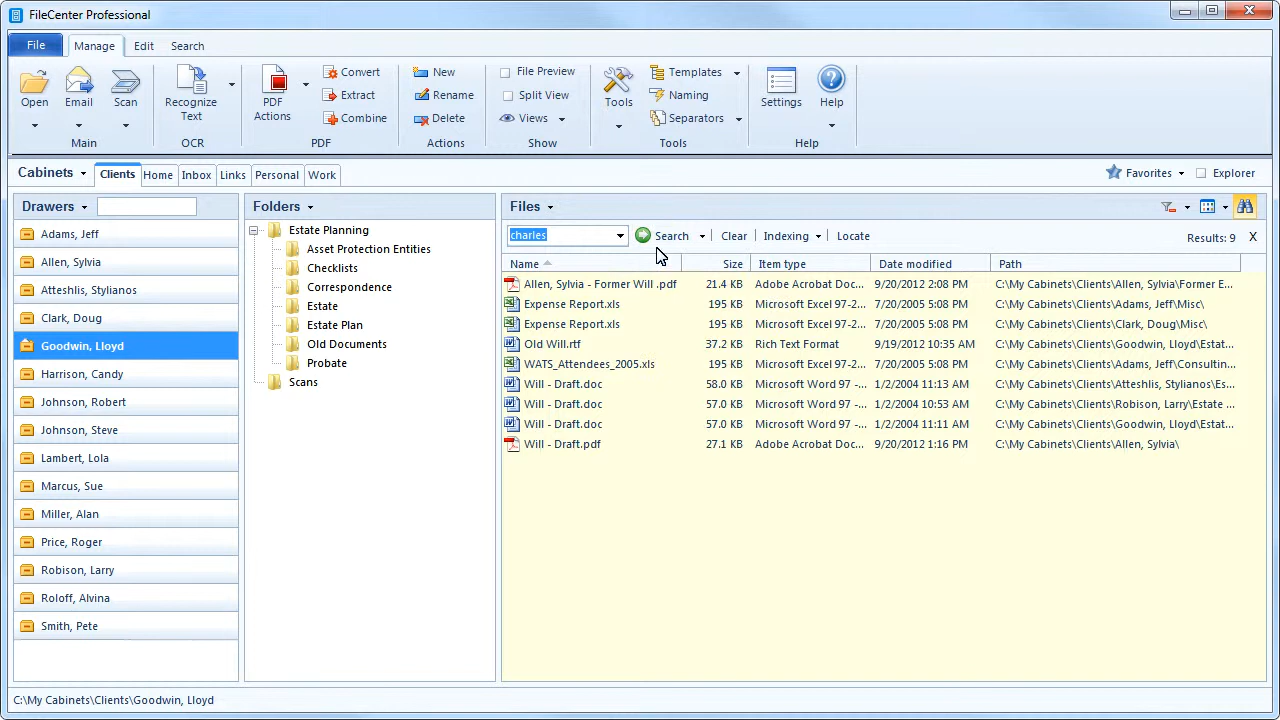 FileCenter Professional
File Manage Edit Search
Open Email Scan
Main
Recognize Text
OCR
PDF Actions
Convert
Extract
Combine
PDF
New
Rename
Delete
Actions
File Preview
Split View
Views
Show
Tools
Templates
Naming
Separators
Tools
Settings Help
Help
Cabinets Clients Home Inbox Links Personal Work Favorites Explorer
Drawers
Adams, Jeff
Allen, Sylvia
Atteshlis, Stylianos
Clark, Doug
Goodwin, Lloyd
Harrison, Candy
Johnson, Robert
Johnson, Steve
Lambert, Lola
Marcus, Sue
Miller, Alan
Price, Roger
Robison, Larry
Roloff, Alvina
Smith, Pete
Folders
Estate Planning
Asset Protection Entities
Checklists
Correspondence
Estate
Estate Plan
Old Documents
Probate
Scans
Files
charles Search Clear Indexing Locate Results: 9 X
Name Size Item type Date modified Path
Allen, Sylvia - Former Will .pdf 21.4 KB Adobe Acrobat Doc... 9/20/2012 2:08 PM C:\My Cabinets\Clients\Allen, Sylvia\Former E...
Expense Report.xls 195 KB Microsoft Excel 97-2... 7/20/2005 5:08 PM C:\My Cabinets\Clients\Adams, Jeff\Misc\
Expense Report.xls 195 KB Microsoft Excel 97-2... 7/20/2005 5:08 PM C:\My Cabinets\Clients\Clark, Doug\Misc\
Old Will.rtf 37.2 KB Rich Text Format 9/19/2012 10:35 AM C:\My Cabinets\Clients\Goodwin, Lloyd\Estat...
WATS_Attendees_2005.xls 195 KB Microsoft Excel 97-2... 7/20/2005 5:08 PM C:\My Cabinets\Clients\Adams, Jeff\Consultin...
Will - Draft.doc 58.0 KB Microsoft Word 97 -... 1/2/2004 11:13 AM C:\My Cabinets\Clients\Atteshlis, Stylianos\Es...
Will - Draft.doc 57.0 KB Microsoft Word 97 -... 1/2/2004 10:53 AM C:\My Cabinets\Clients\Robison, Larry\Estate ...
Will - Draft.doc 57.0 KB Microsoft Word 97 -... 1/2/2004 11:11 AM C:\My Cabinets\Clients\Goodwin, Lloyd\Estat...
Will - Draft.pdf 27.1 KB Adobe Acrobat Doc... 9/20/2012 1:16 PM C:\My Cabinets\Clients\Allen, Sylvia\
C:\My Cabinets\Clients\Goodwin, Lloyd